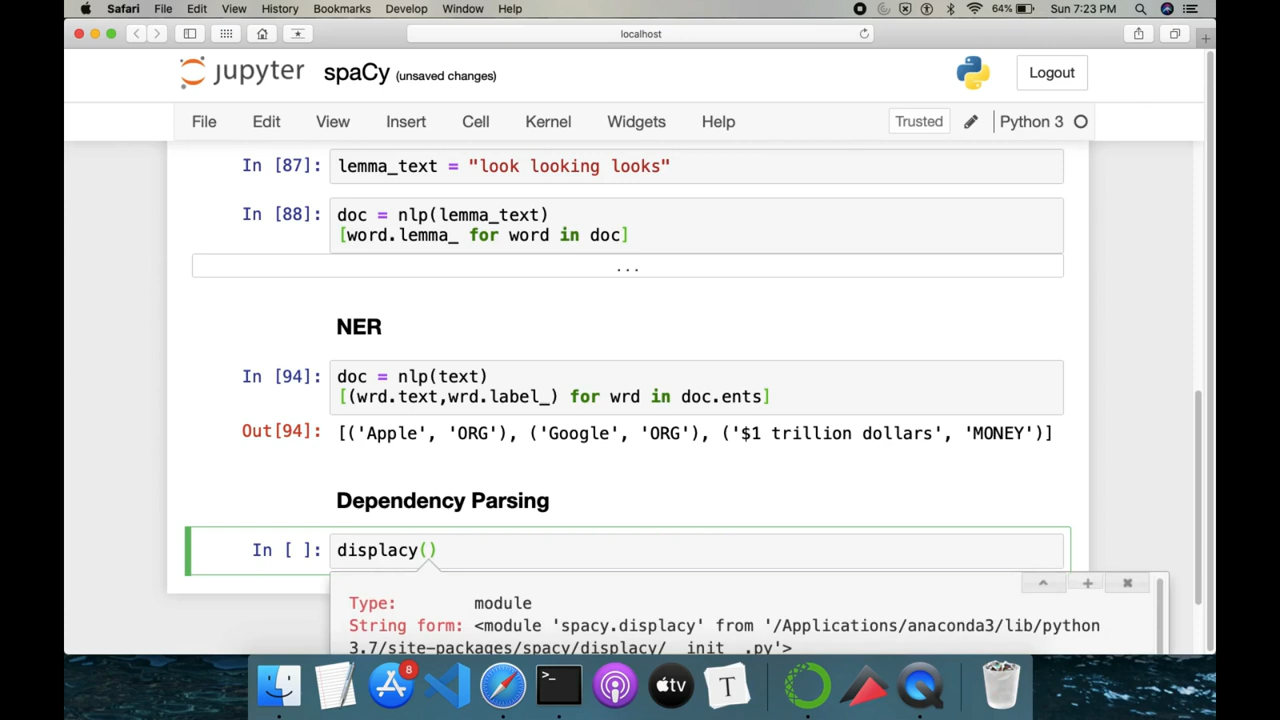 Safari File Edit View History Bookmarks Develop Window Help 64% Sun 7:23 PM
localhost
jupyter spaCy (unsaved changes) Logout
File Edit View Insert Cell Kernel Widgets Help Trusted Python 3
In [87]: lemma_text = "look looking looks"
In [88]: doc = nlp(lemma_text)
[word.lemma_ for word in doc]
...
NER
In [94]: doc = nlp(text)
[(wrd.text,wrd.label_) for wrd in doc.ents]
Out[94]: [('Apple', 'ORG'), ('Google', 'ORG'), ('$1 trillion dollars', 'MONEY')]
Dependency Parsing
In [ ]: displacy()
Type: module
String form: <module 'spacy.displacy' from '/Applications/anaconda3/lib/python
3.7/site-packages/spacy/displacy/__init__.py'>
8
>_
tv
T